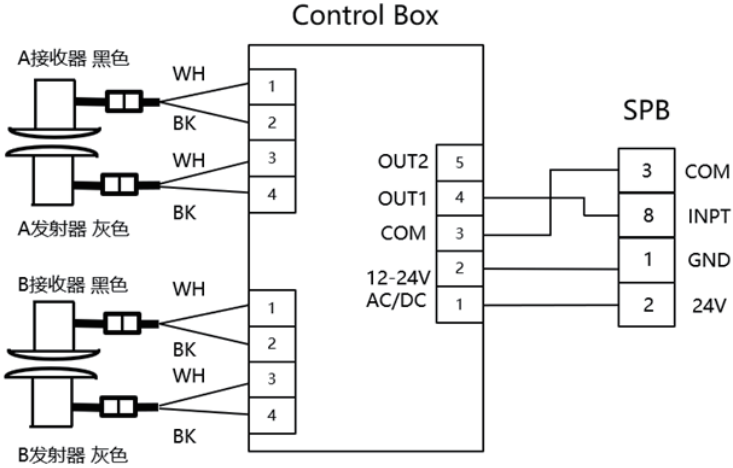 Control Box
A接收器 黑色
WH
1
BK
2
WH
3
4
BK
A发射器 灰色
B接收器 黑色
WH
1
BK
2
WH
3
4
BK
B发射器 灰色
OUT2 5
OUT1 4
COM 3
12-24V 2
AC/DC 1
SPB
3 COM
8 INPT
1 GND
2 24V